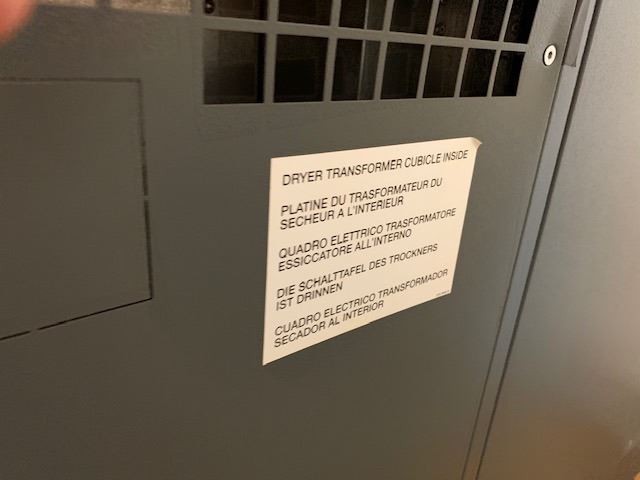 DRYER TRANSFORMER CUBICLE INSIDE
PLATINE DU TRASFORMATEUR DU
SECHEUR A L'INTERIEUR
QUADRO ELETTRICO TRASFORMATORE
ESSICCATORE ALL'INTERNO
DIE SCHALTTAFEL DES TROCKNERS
IST DRINNEN
CUADRO ELECTRICO TRANSFORMADOR
SECADOR AL INTERIOR